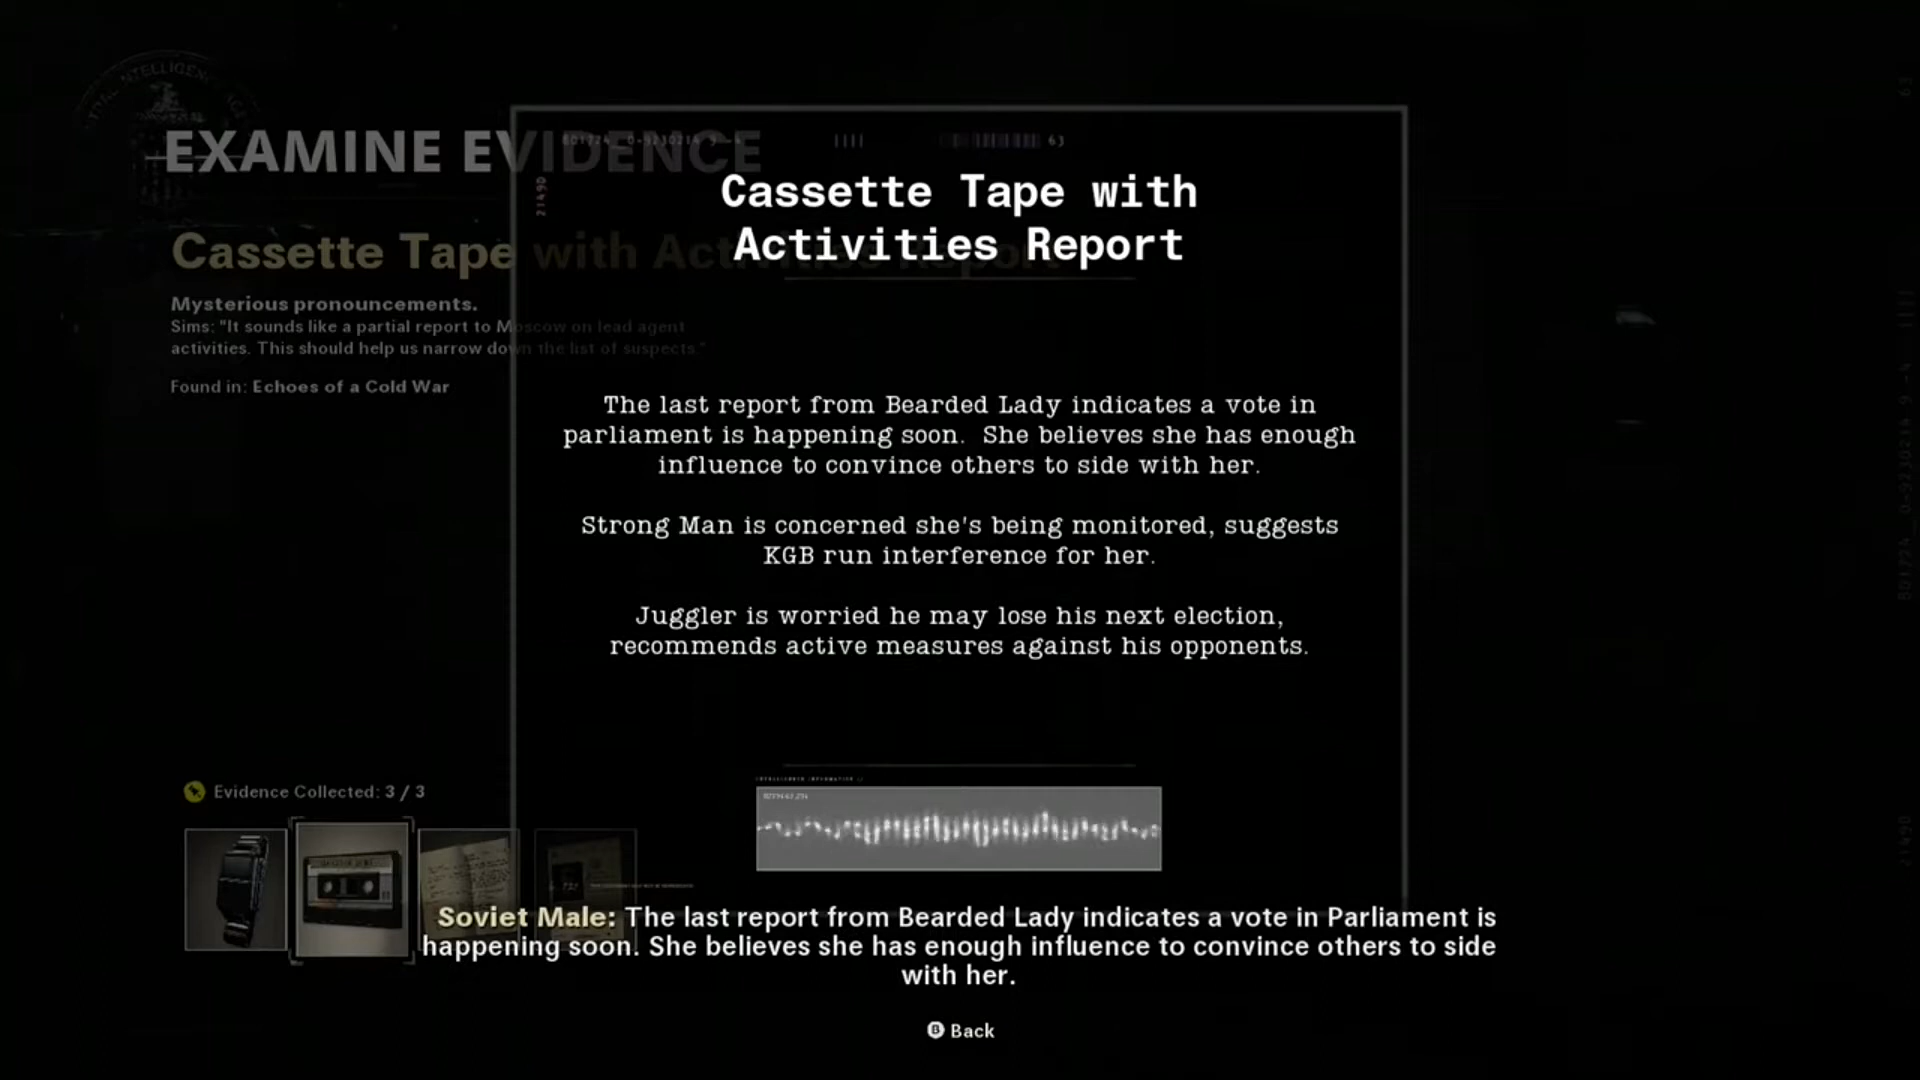 EXAMINE EVIDENCE
63
21490
Cassette Tape with
Activities Report
Cassette Tape with Activities Report
Mysterious pronouncements.
Sims: "It sounds like a partial report to Moscow on lead agent
activities. This should help us narrow down the list of suspects."
Found in: Echoes of a Cold War
The last report from Bearded Lady indicates a vote in
parliament is happening soon. She believes she has enough
influence to convince others to side with her.
Strong Man is concerned she's being monitored, suggests
KGB run interference for her.
Juggler is worried he may lose his next election,
recommends active measures against his opponents.
Evidence Collected: 3 / 3
Soviet Male: The last report from Bearded Lady indicates a vote in Parliament is
happening soon. She believes she has enough influence to convince others to side
with her.
B Back